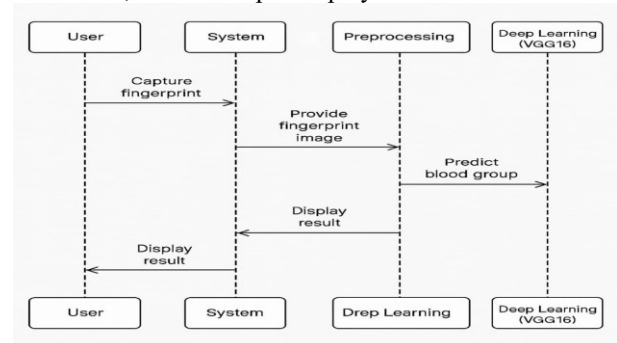 User
System
Preprocessing
Deep Learning
(VGG16)
Capture
fingerprint
Provide
fingerprint
image
Predict
blood group
Display
result
Display
result
User
System
Drep Learning
Deep Learning
(VGG16)